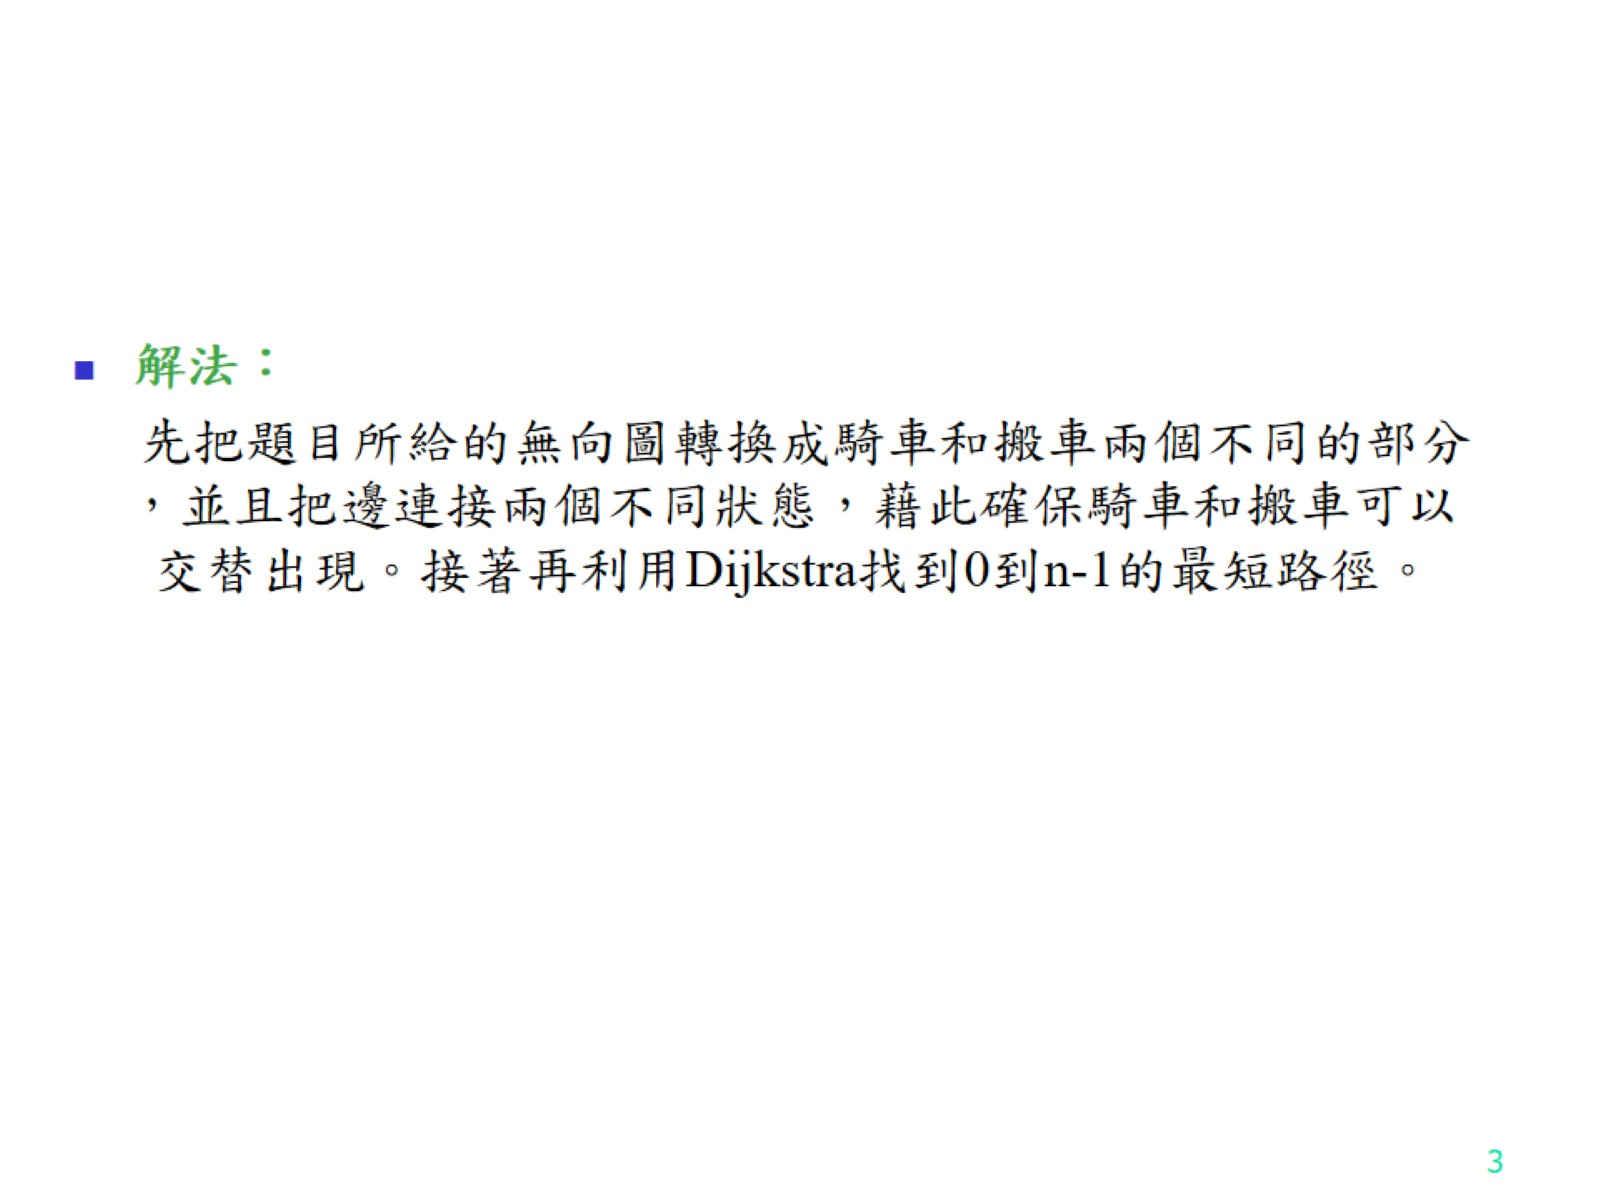 解法：
先把題目所給的無向圖轉換成騎車和搬車兩個不同的部分
，並且把邊連接兩個不同狀態，藉此確保騎車和搬車可以
交替出現。接著再利用Dijkstra找到0到n-1的最短路徑。
3